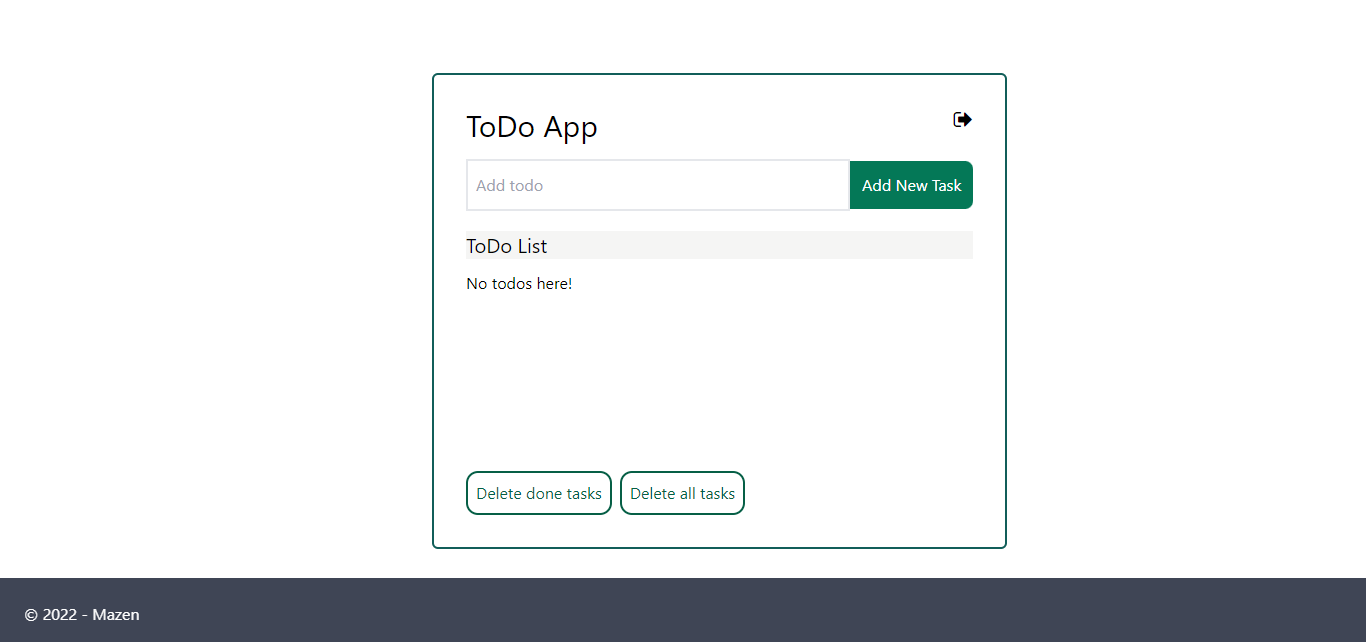 ToDo App
Add todo
Add New Task
ToDo List
No todos here!
Delete done tasks
Delete all tasks
© 2022 - Mazen